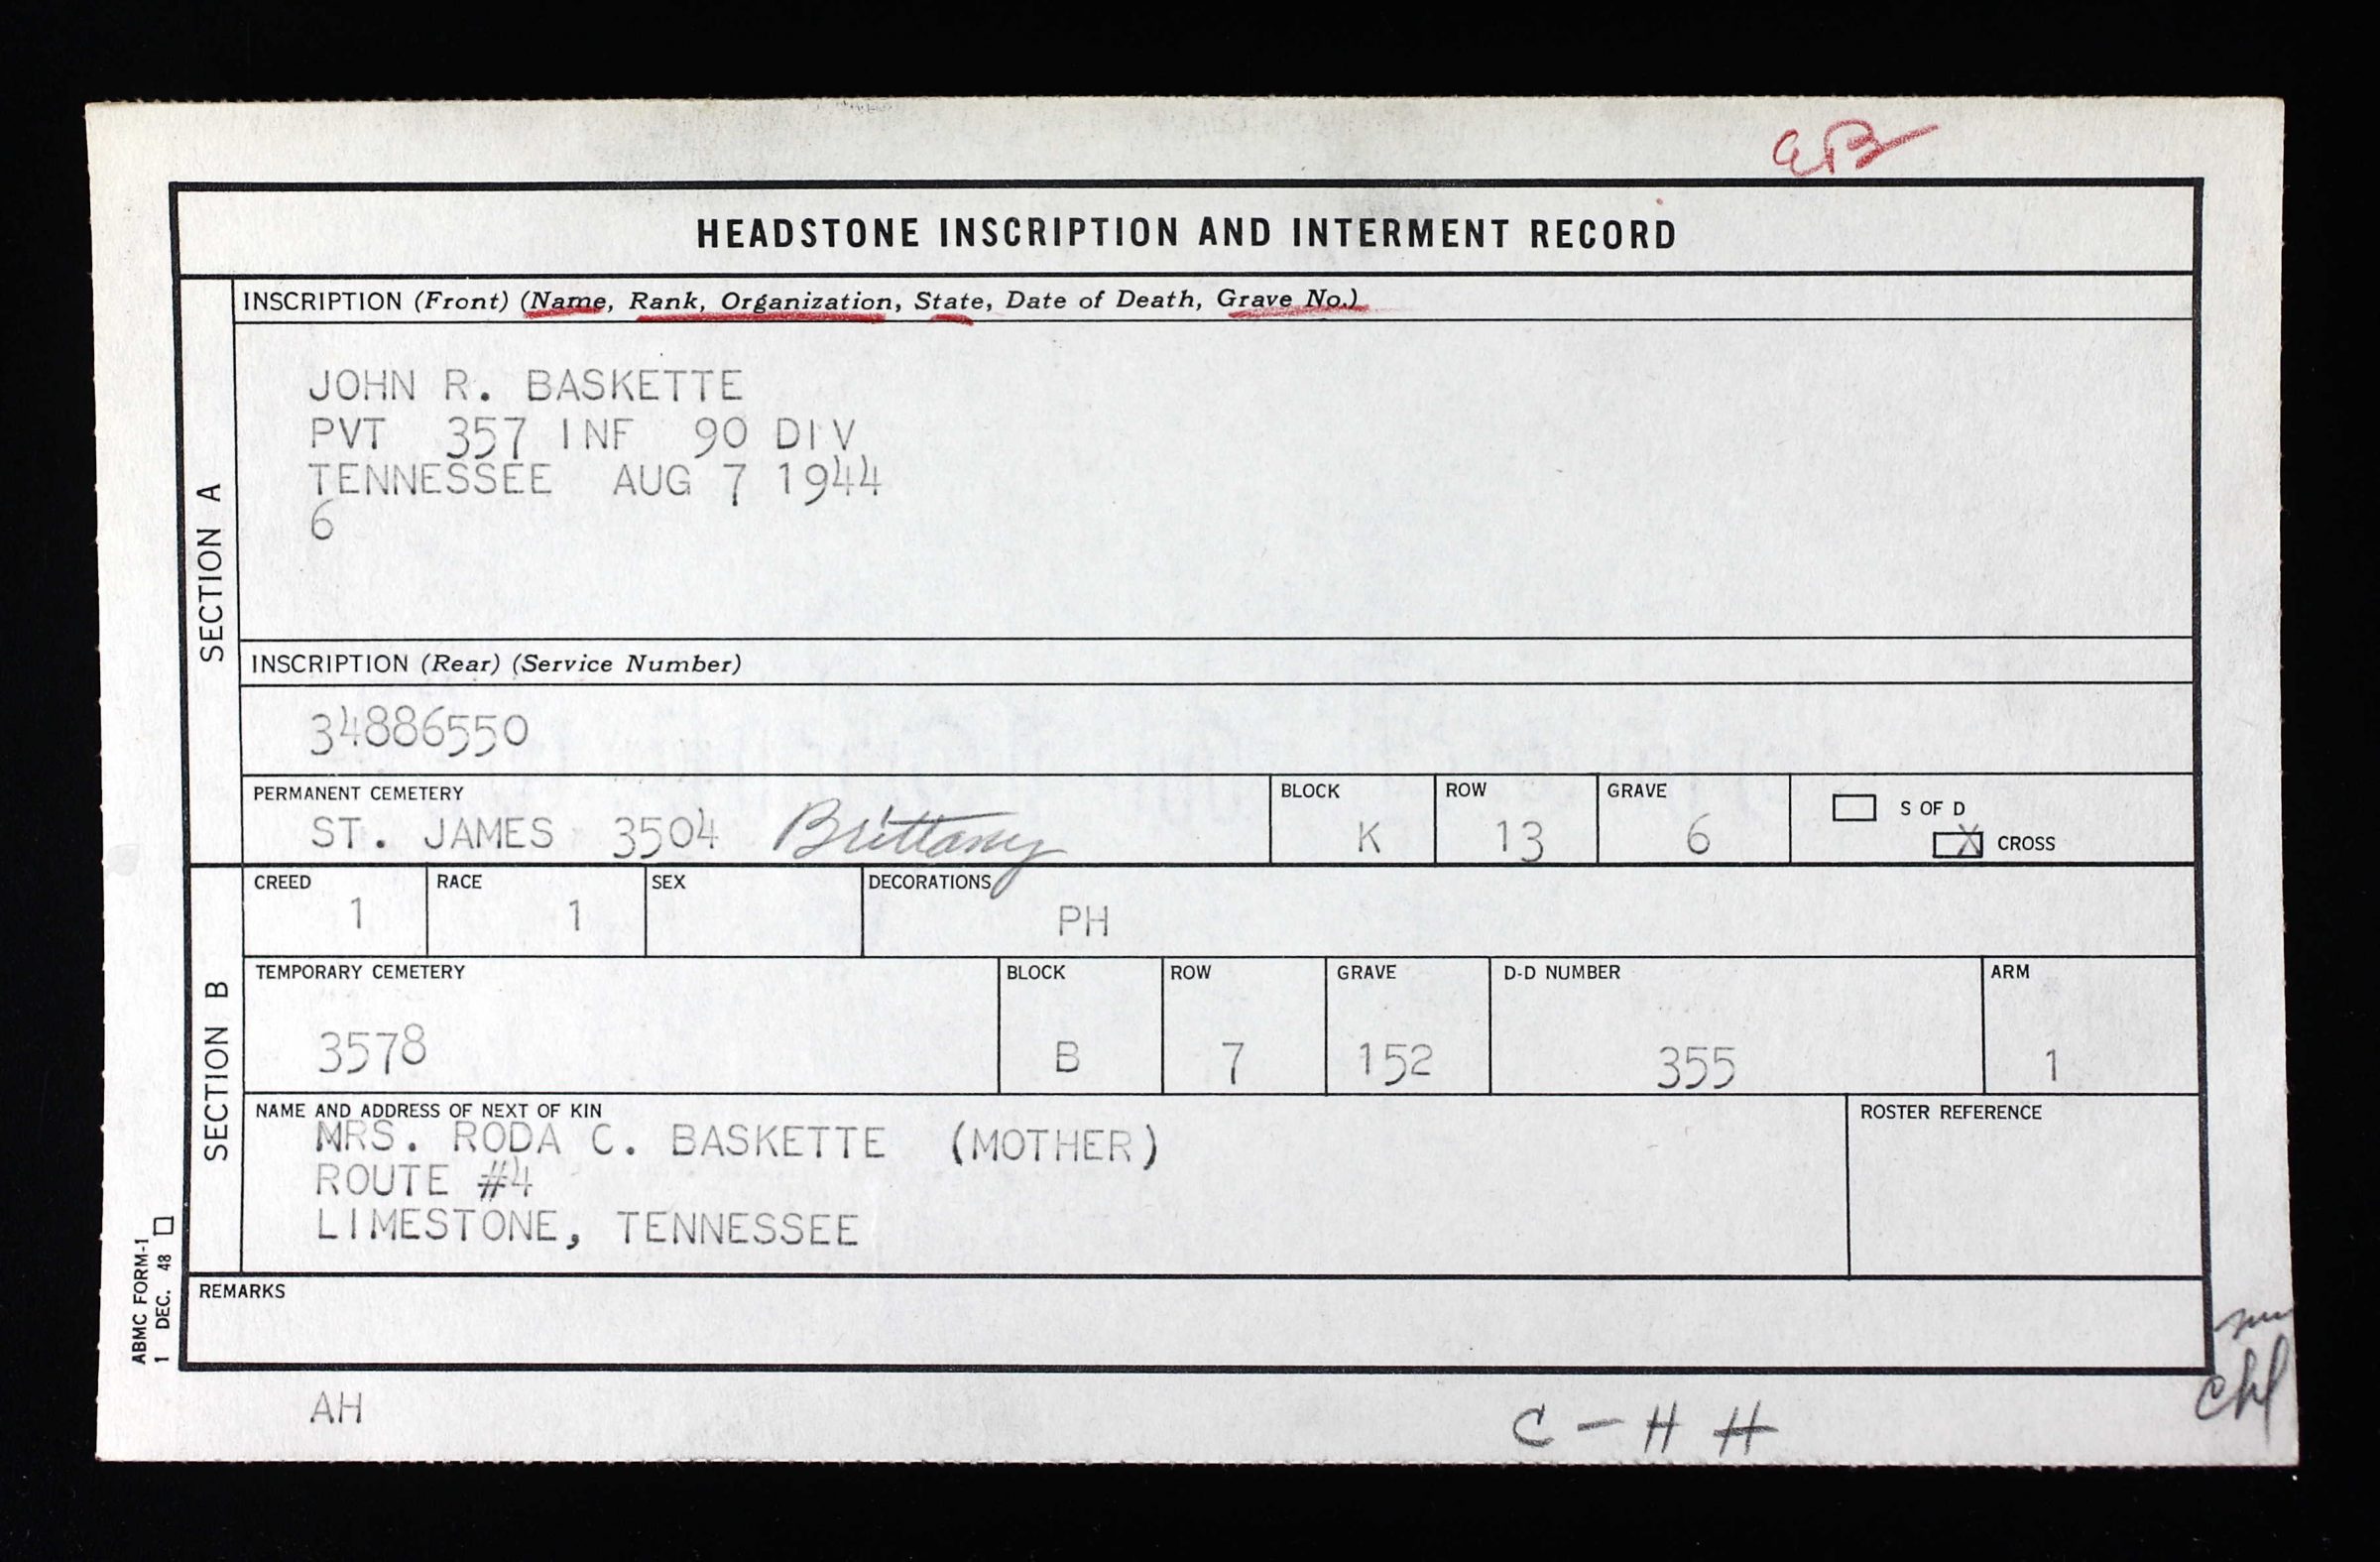 EB
HEADSTONE INSCRIPTION AND INTERMENT RECORD
SECTION A
INSCRIPTION (Front) (Name, Rank, Organization, State, Date of Death, Grave No.)
JOHN R. BASKETTE
PVT 357 INF 90 DIV
TENNESSEE AUG 7 1944
6
INSCRIPTION (Rear) (Service Number)
34886550
PERMANENT CEMETERY BLOCK ROW GRAVE
ST. JAMES 3504 Brittany K 13 6
S OF D
X CROSS
SECTION B
CREED RACE SEX DECORATIONS
1 1 PH
TEMPORARY CEMETERY BLOCK ROW GRAVE D-D NUMBER ARM
3578 B 7 152 355 1
NAME AND ADDRESS OF NEXT OF KIN ROSTER REFERENCE
MRS. RODA C. BASKETTE (MOTHER)
ROUTE #4
LIMESTONE, TENNESSEE
REMARKS
ABMC FORM-1
1 DEC. 48
AH
C - H H